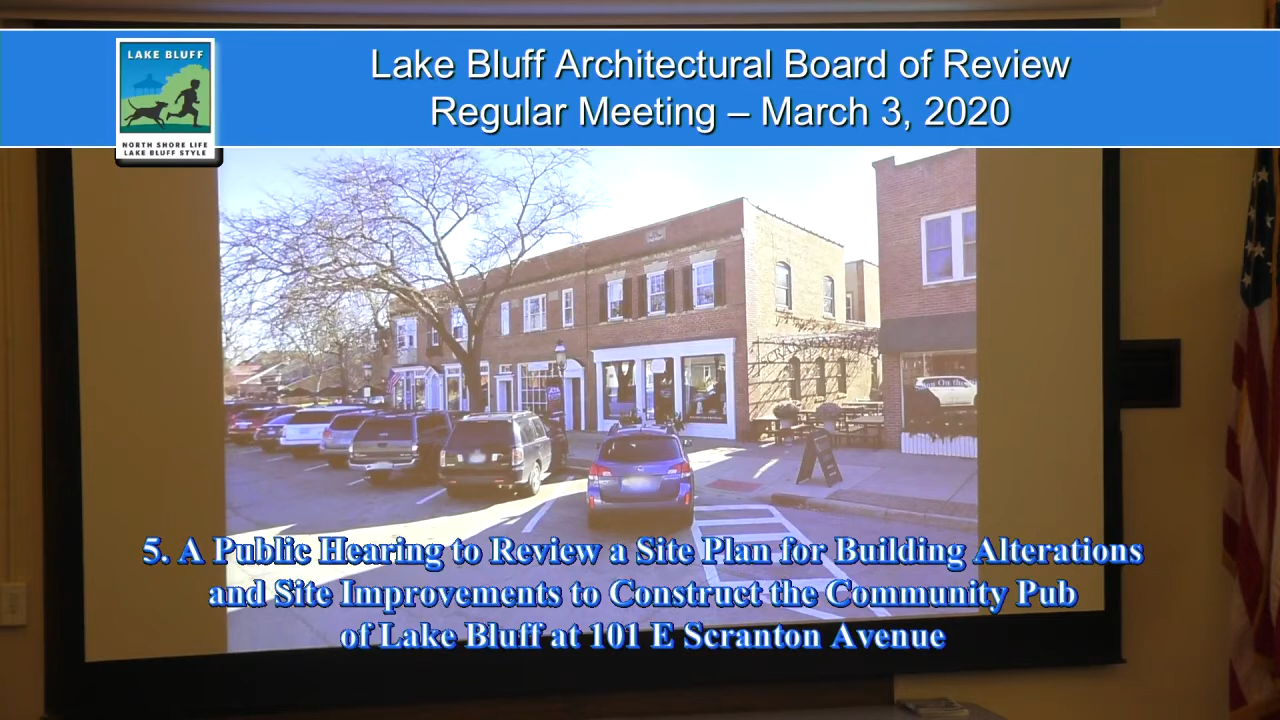 LAKE BLUFF
NORTH SHORE LIFE
LAKE BLUFF STYLE
Lake Bluff Architectural Board of Review
Regular Meeting – March 3, 2020
5. A Public Hearing to Review a Site Plan for Building Alterations
and Site Improvements to Construct the Community Pub
of Lake Bluff at 101 E Scranton Avenue